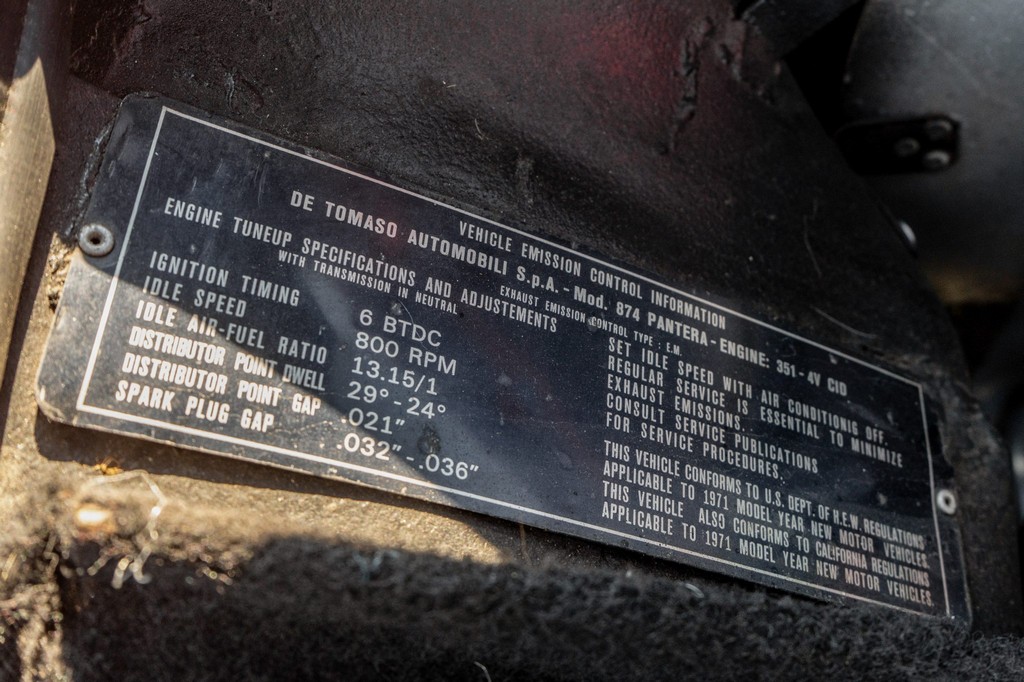 VEHICLE EMISSION CONTROL INFORMATION
DE TOMASO AUTOMOBILI S.p.A. - Mod. 874 PANTERA - ENGINE: 351 - 4V CID
EXHAUST EMISSION CONTROL TYPE : E.M.
ENGINE TUNEUP SPECIFICATIONS AND ADJUSTEMENTS
WITH TRANSMISSION IN NEUTRAL
IGNITION TIMING 6 BTDC
IDLE SPEED 800 RPM
IDLE AIR-FUEL RATIO 13.15/1
DISTRIBUTOR POINT DWELL 29° - 24°
DISTRIBUTOR POINT GAP .021"
SPARK PLUG GAP .032" - .036"
SET IDLE SPEED WITH AIR CONDITIONIG OFF.
REGULAR SERVICE IS ESSENTIAL TO MINIMIZE
EXHAUST EMISSIONS.
CONSULT SERVICE PUBLICATIONS
FOR SERVICE PROCEDURES.
THIS VEHICLE CONFORMS TO U.S. DEPT. OF H.E.W. REGULATIONS
APPLICABLE TO 1971 MODEL YEAR NEW MOTOR VEHICLES.
THIS VEHICLE ALSO CONFORMS TO CALIFORNIA REGULATIONS
APPLICABLE TO 1971 MODEL YEAR NEW MOTOR VEHICLES.